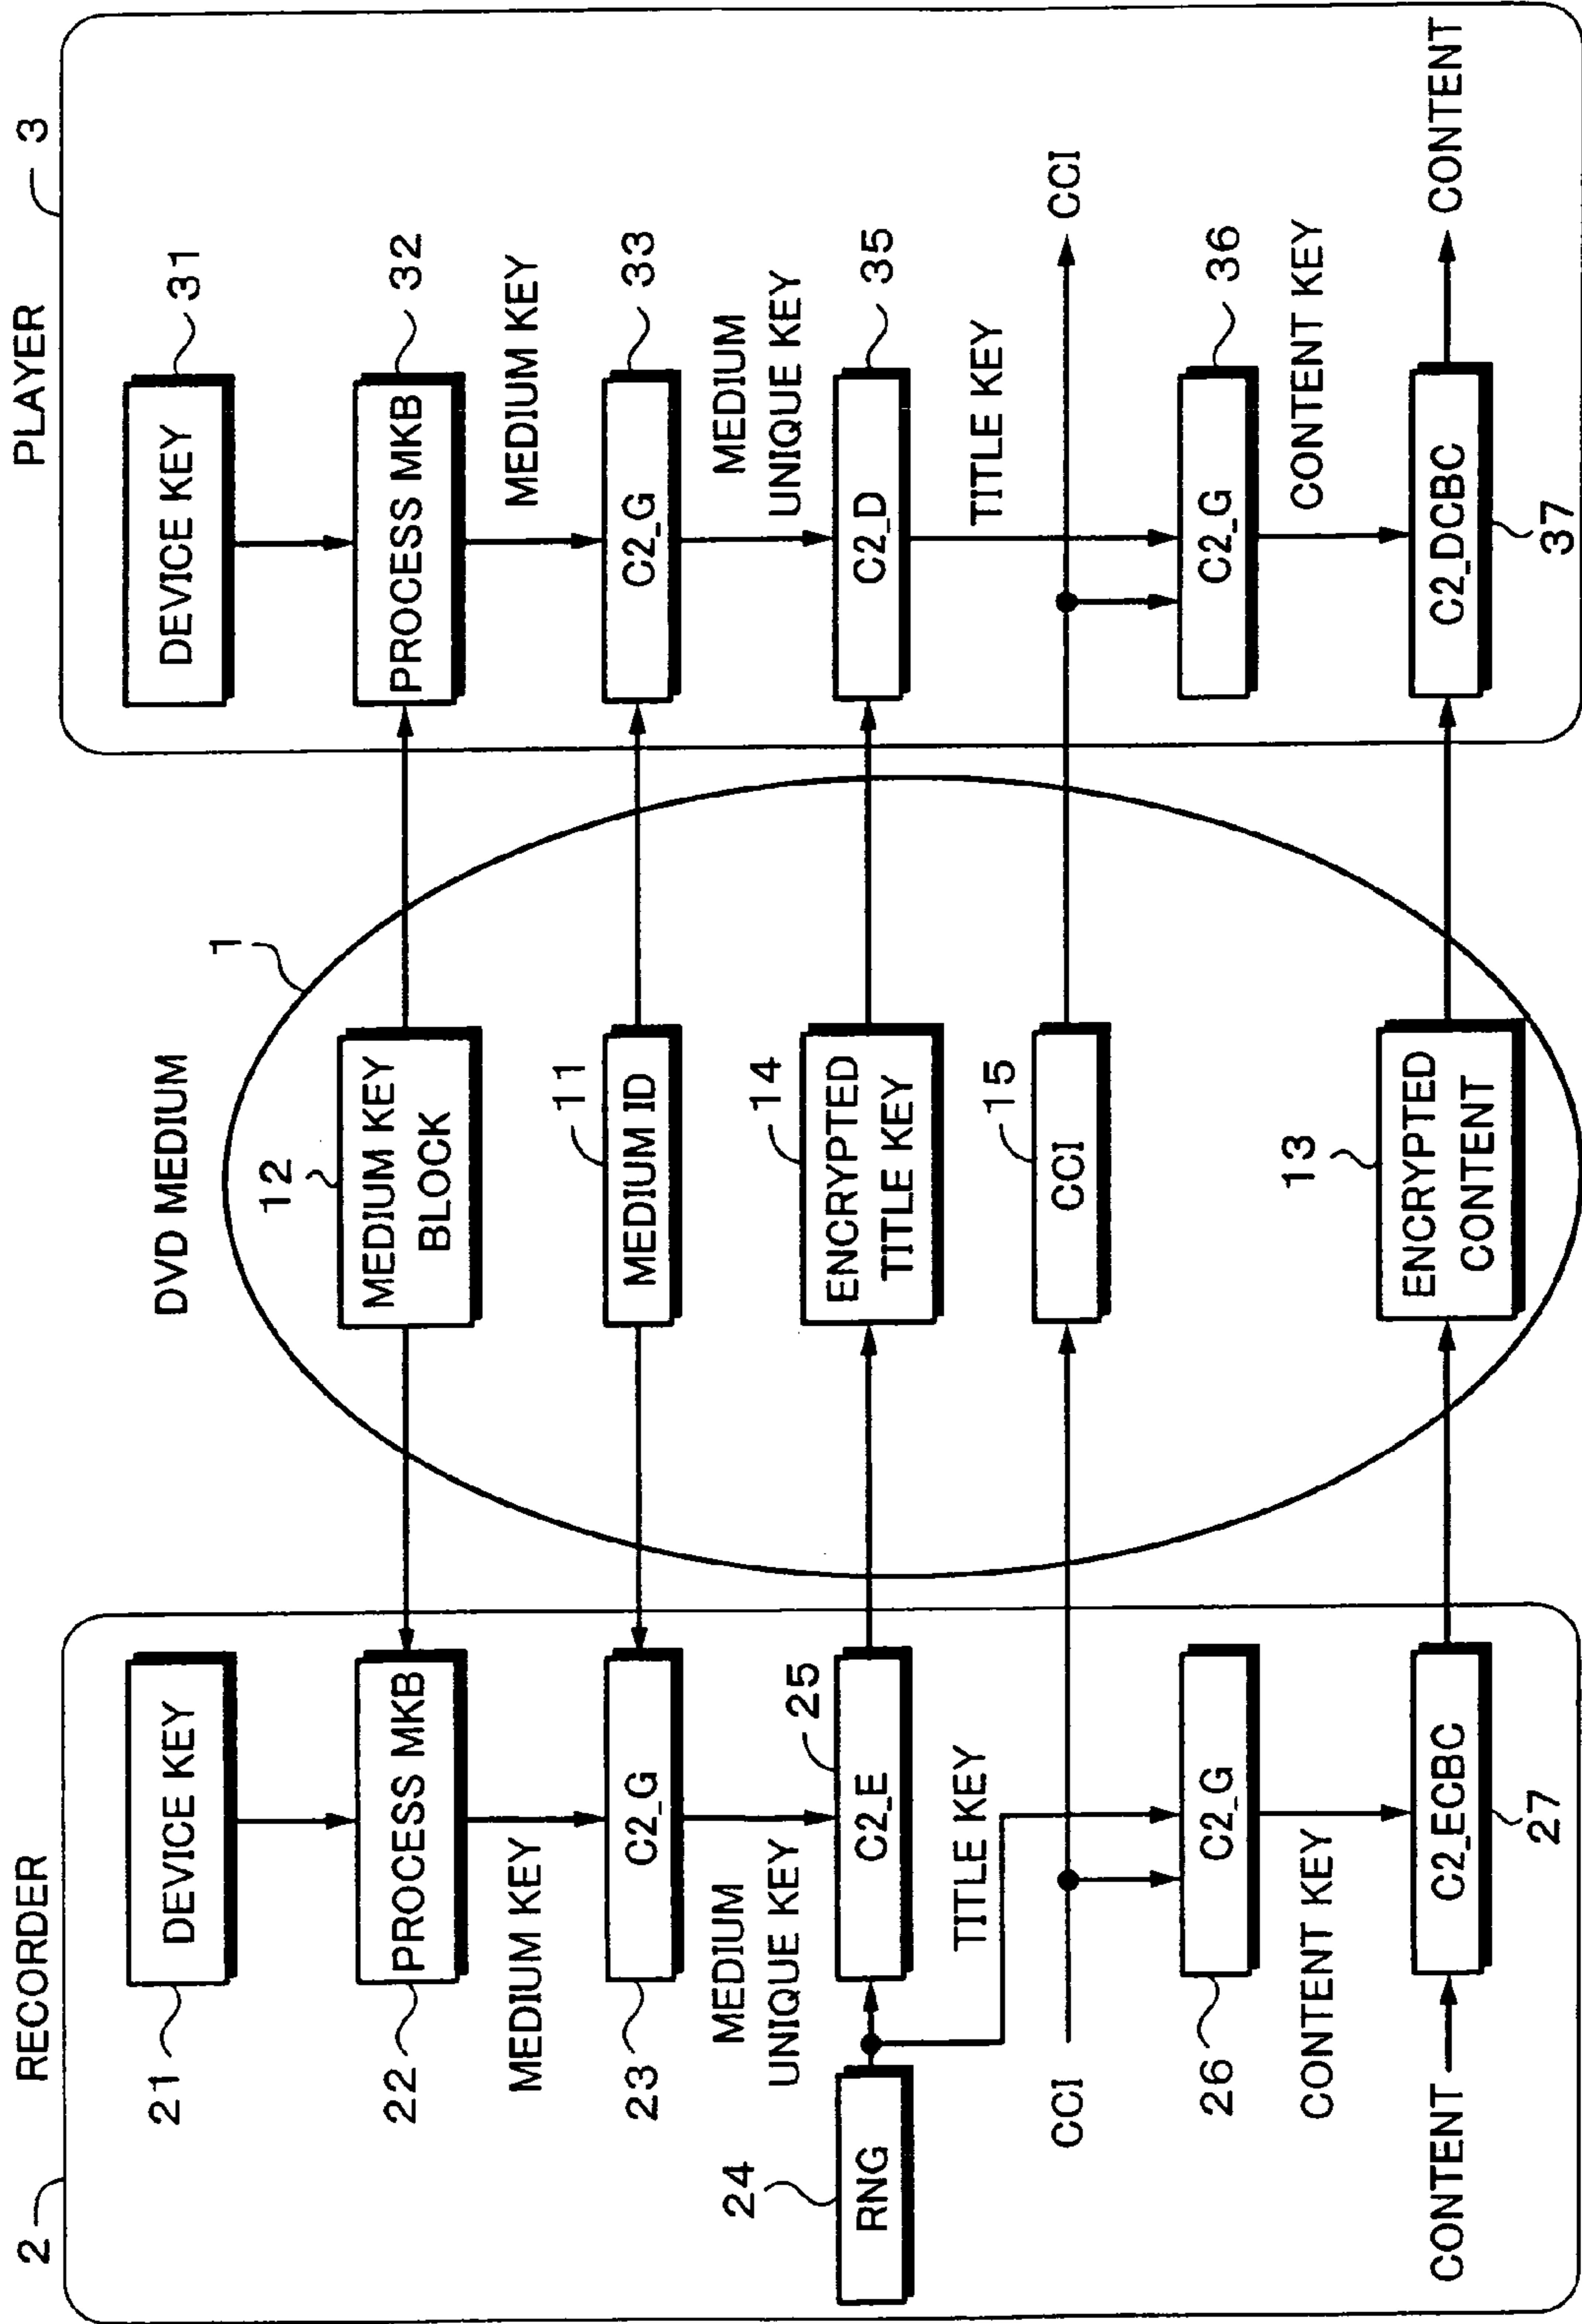 2
RECORDER
21
DEVICE KEY
22
PROCESS MKB
MEDIUM KEY
23
C2_G
MEDIUM
UNIQUE KEY
24
RNG
25
C2_E
TITLE KEY
CCI
26
C2_G
CONTENT KEY
CONTENT
C2_ECBC
27
DVD MEDIUM
1
12
MEDIUM KEY
BLOCK
11
MEDIUM ID
14
ENCRYPTED
TITLE KEY
15
CCI
13
ENCRYPTED
CONTENT
PLAYER
3
DEVICE KEY
31
PROCESS MKB
32
MEDIUM KEY
C2_G
33
MEDIUM
UNIQUE KEY
C2_D
35
TITLE KEY
CCI
C2_G
36
CONTENT KEY
C2_DCBC
37
CONTENT